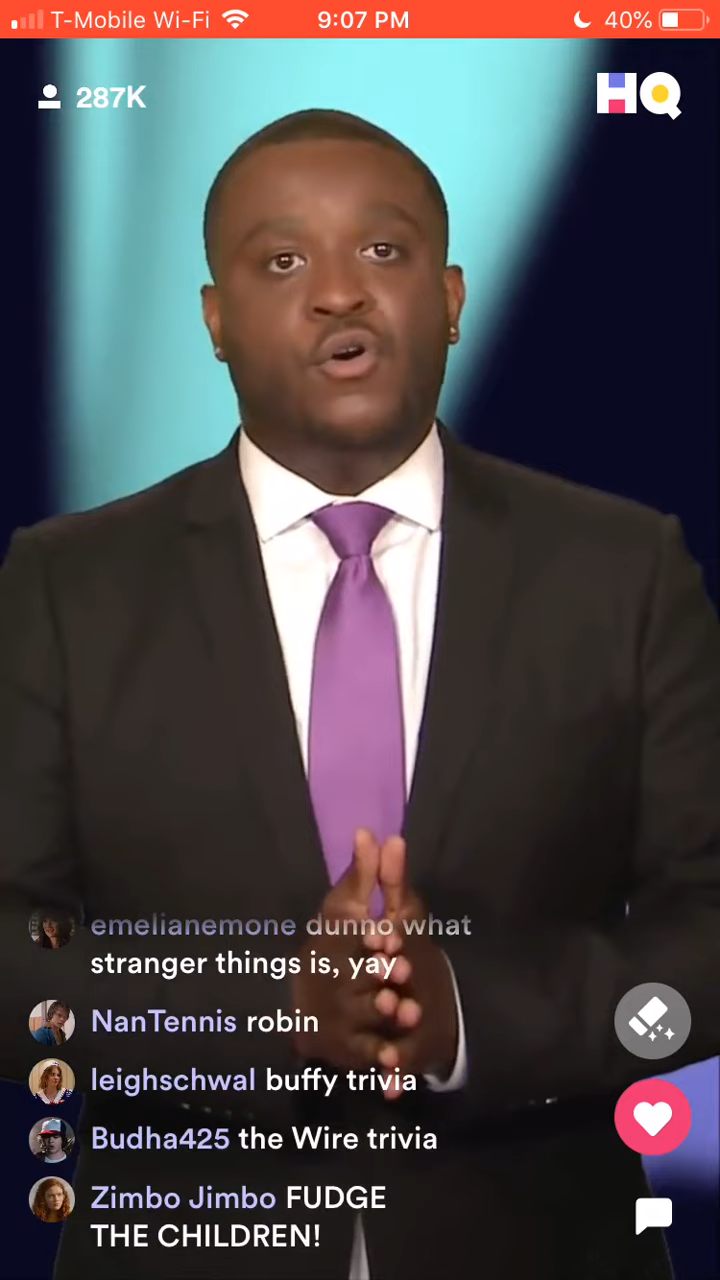 T-Mobile Wi-Fi 9:07 PM 40%
287K HQ
emelianemone dunno what
stranger things is, yay
NanTennis robin
leighschwal buffy trivia
Budha425 the Wire trivia
Zimbo Jimbo FUDGE
THE CHILDREN!